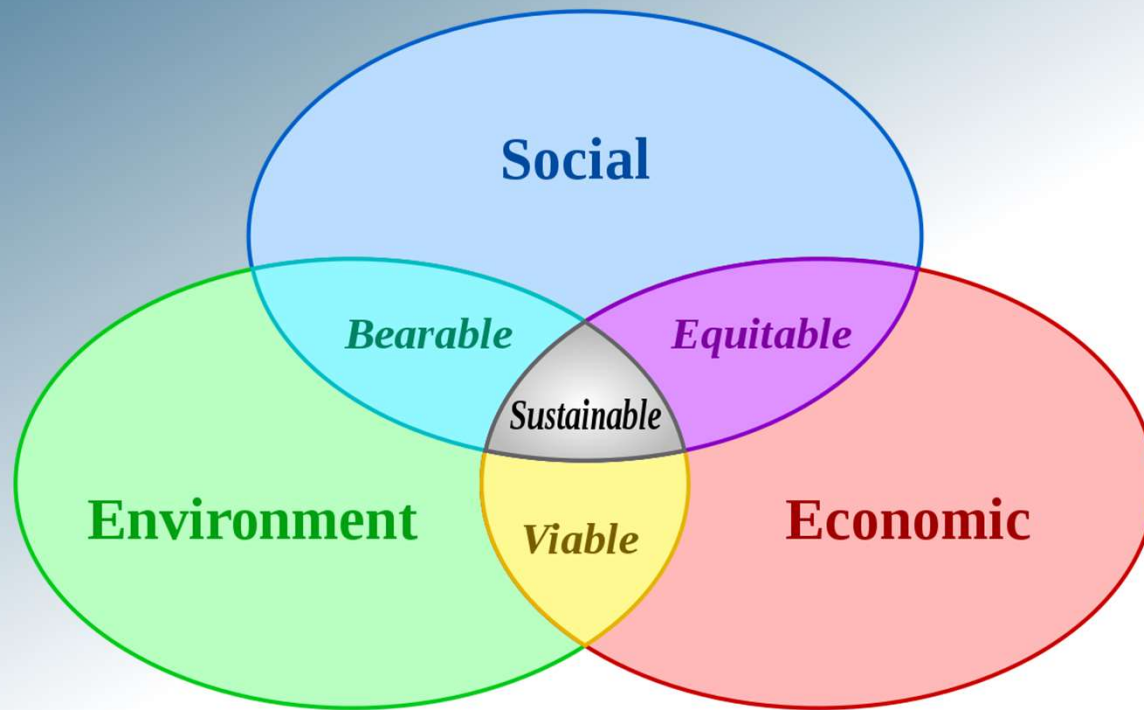 Social
Bearable
Equitable
Sustainable
Environment
Economic
Viable